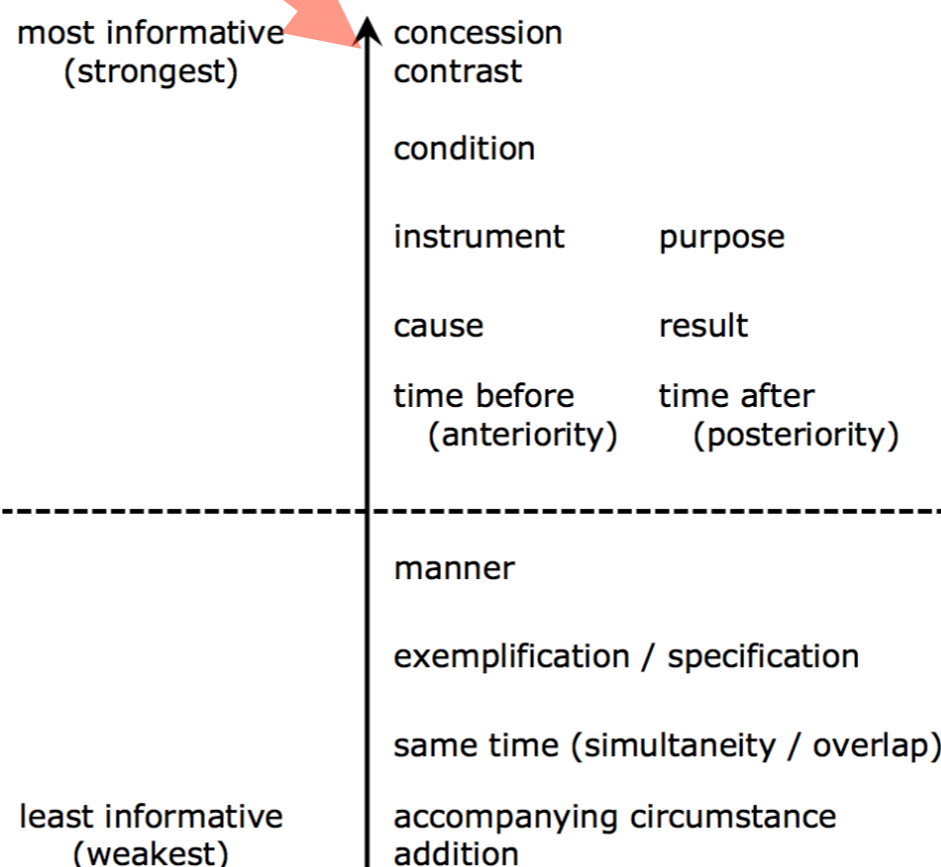 most informative concession
(strongest) contrast
condition
instrument purpose
cause result
time before time after
(anteriority) (posteriority)
manner
exemplification / specification
same time (simultaneity / overlap)
least informative accompanying circumstance
(weakest) addition